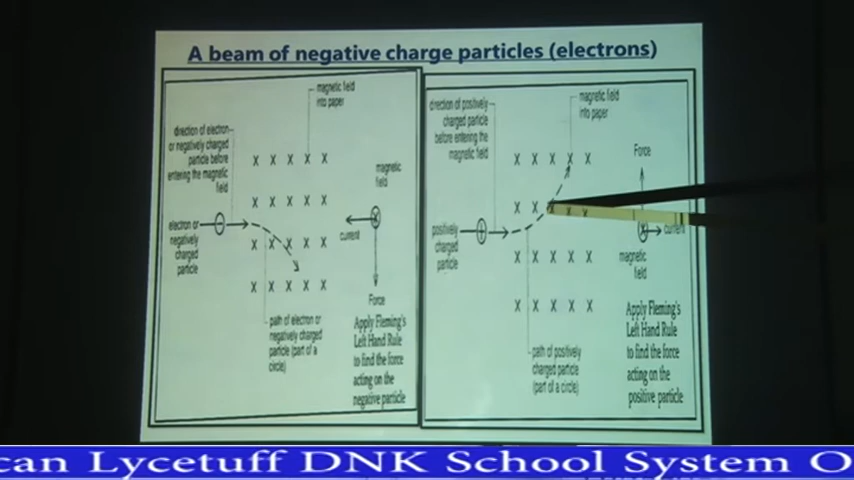 A beam of negative charge particles (electrons)
magnetic field
into paper
direction of electron
or negatively charged
particle before
entering the magnetic
field
X X X X X
magnetic
field
X X X X X
electron or
negatively
charged
particle
current
X X X X X
X X X X X
Force
path of electron or
negatively charged
particle (part of a
circle)
Apply Fleming's
Left Hand Rule
to find the force
acting on the
negative particle
direction of positively
charged particle
before entering the
magnetic field
magnetic field
into paper
Force
X X X X X
X X X X X
positively
charged
particle
current
magnetic
field
X X X X X
X X X X X
path of positively
charged particle
(part of a circle)
Apply Fleming's
Left Hand Rule
to find the force
acting on the
positive particle
can Lycetuff DNK School System O